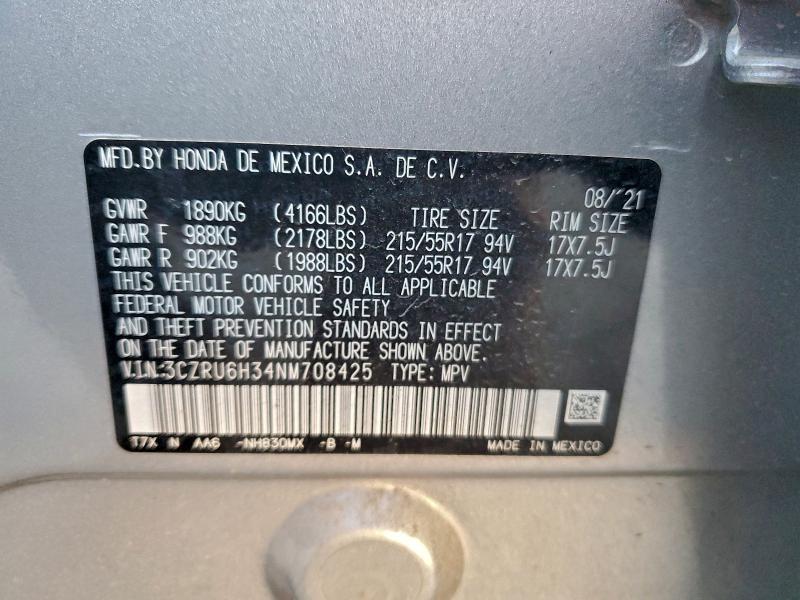 MFD.BY HONDA DE MEXICO S.A. DE C.V.
08/'21
GVWR 1890KG (4166LBS) TIRE SIZE RIM SIZE
GAWR F 988KG (2178LBS) 215/55R17 94V 17X7.5J
GAWR R 902KG (1988LBS) 215/55R17 94V 17X7.5J
THIS VEHICLE CONFORMS TO ALL APPLICABLE
FEDERAL MOTOR VEHICLE SAFETY
AND THEFT PREVENTION STANDARDS IN EFFECT
ON THE DATE OF MANUFACTURE SHOWN ABOVE.
V.I.N.:3CZRU6H34NM708425 TYPE: MPV
T7X N AA6 -NH830MX -B -M MADE IN MEXICO